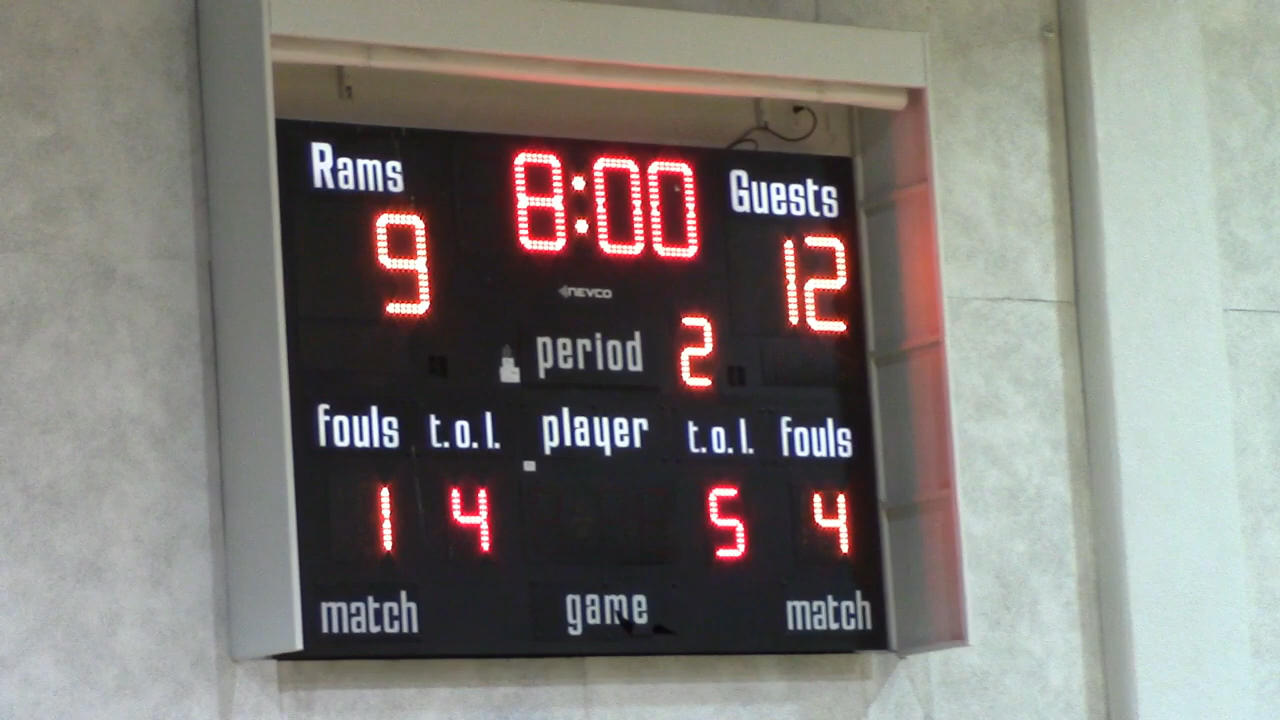 Rams 8:00 Guests
9 12
NEVCO
period 2
fouls t.o.l. player t.o.l. fouls
1 4 5 4
match game match